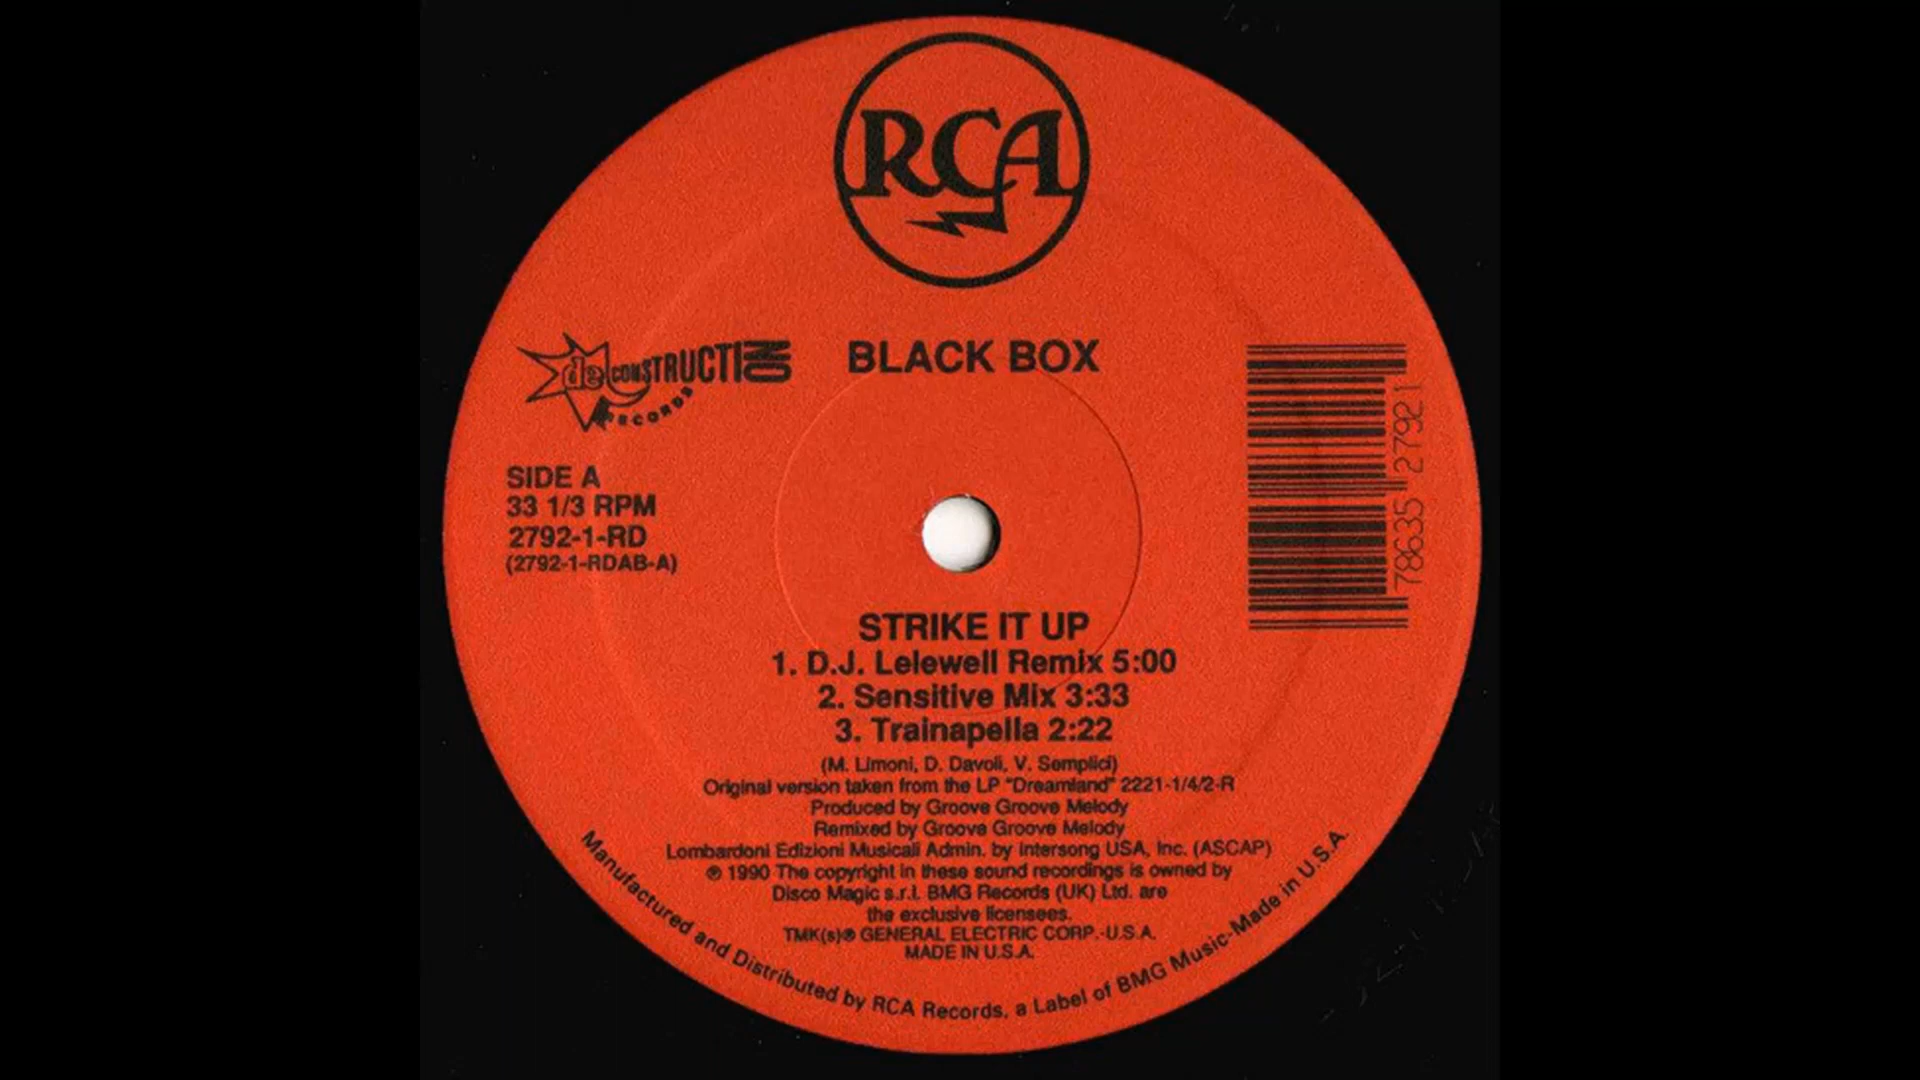 RCA
deCONSTRUCTION
RECORDS
BLACK BOX
SIDE A
33 1/3 RPM
2792-1-RD
(2792-1-RDAB-A)
78635 27921
STRIKE IT UP
1. D.J. Lelewell Remix 5:00
2. Sensitive Mix 3:33
3. Trainapella 2:22
(M. Limoni, D. Davoli, V. Semplici)
Original version taken from the LP "Dreamland" 2221-1/4/2-R
Produced by Groove Groove Melody
Remixed by Groove Groove Melody
Lombardoni Edizioni Musicali Admin. by Intersong USA, Inc. (ASCAP)
℗ 1990 The copyright in these sound recordings is owned by
Disco Magic s.r.l. BMG Records (UK) Ltd. are
the exclusive licensees.
TMK(s)® GENERAL ELECTRIC CORP.-U.S.A.
MADE IN U.S.A.
Manufactured and Distributed by RCA Records, a Label of BMG Music-Made in U.S.A.